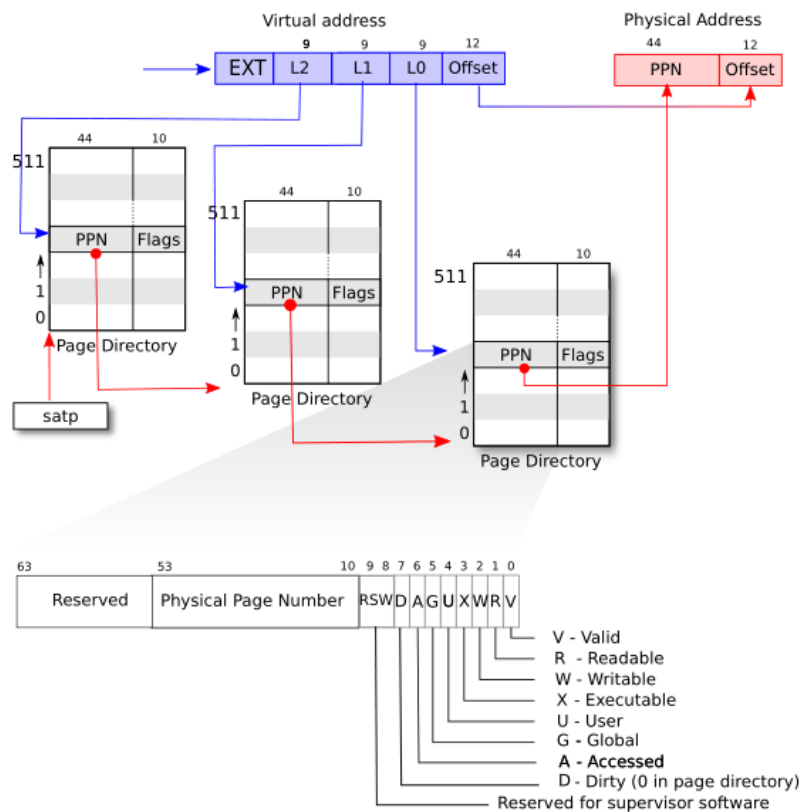 Virtual address
Physical Address
9 9 9 12
44 12
EXT L2 L1 L0 Offset
PPN Offset
44 10
511
PPN Flags
1
0
Page Directory
satp
44 10
511
PPN Flags
1
0
Page Directory
44 10
511
PPN Flags
1
0
Page Directory
63 53 10 9 8 7 6 5 4 3 2 1 0
Reserved Physical Page Number RSW D A G U X W R V
V - Valid
R - Readable
W - Writable
X - Executable
U - User
G - Global
A - Accessed
D - Dirty (0 in page directory)
Reserved for supervisor software